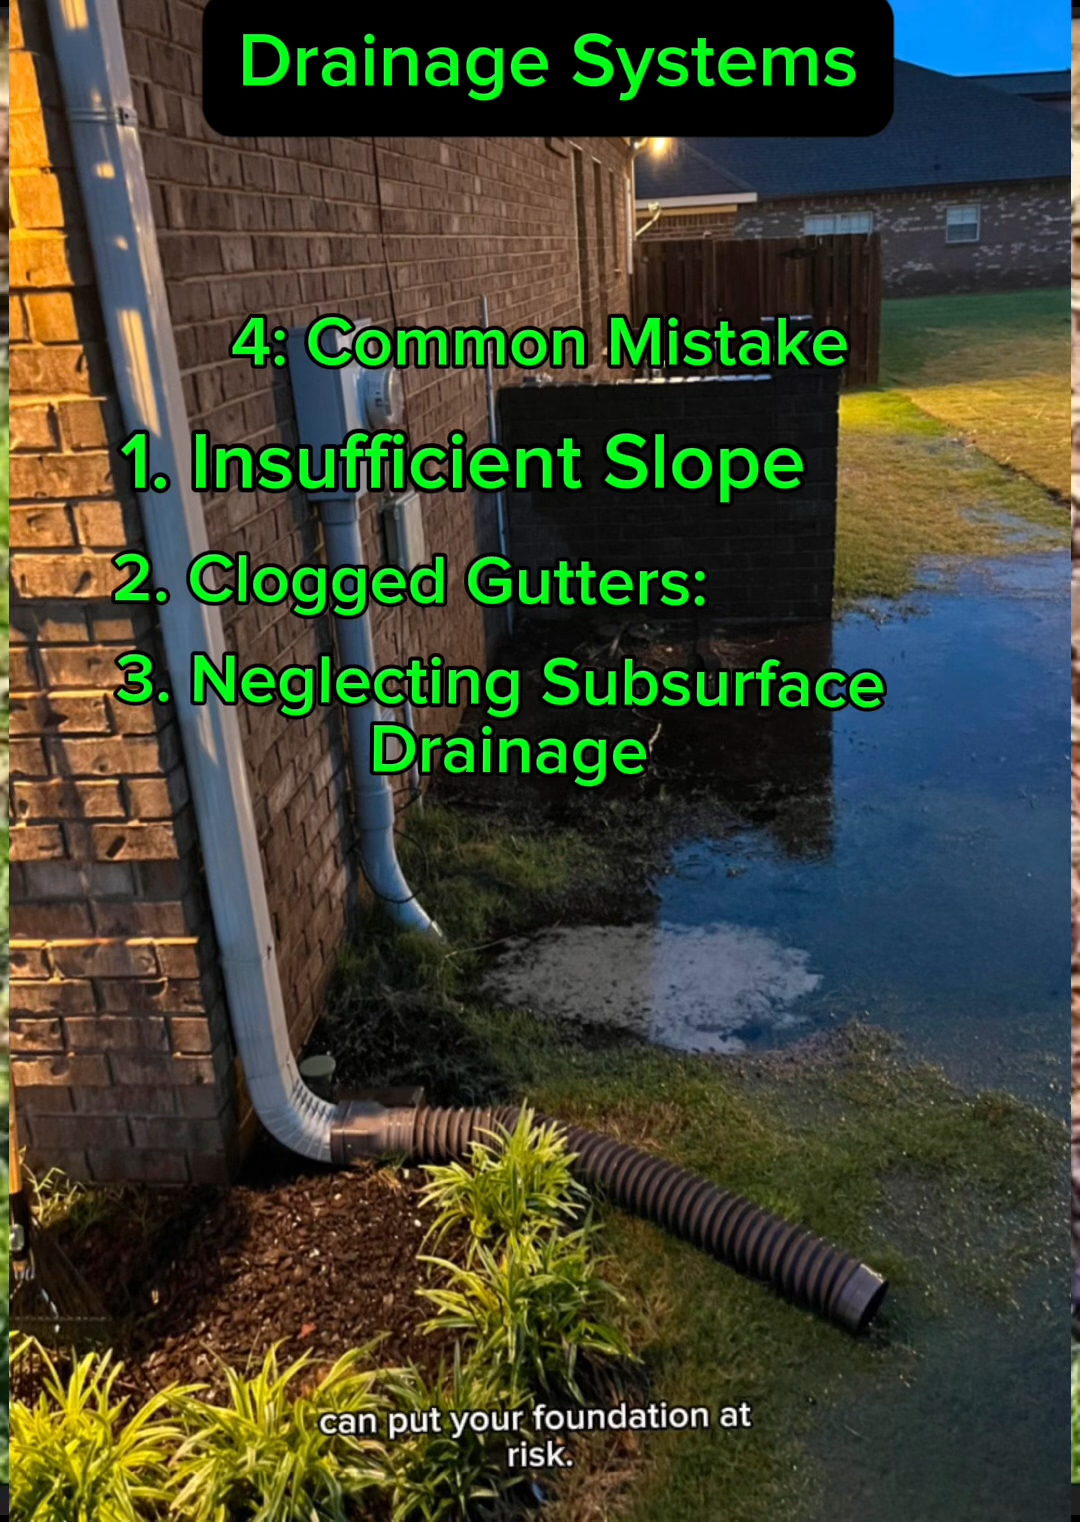 Drainage Systems
4: Common Mistake
1. Insufficient Slope
2. Clogged Gutters:
3. Neglecting Subsurface
Drainage
can put your foundation at
risk.